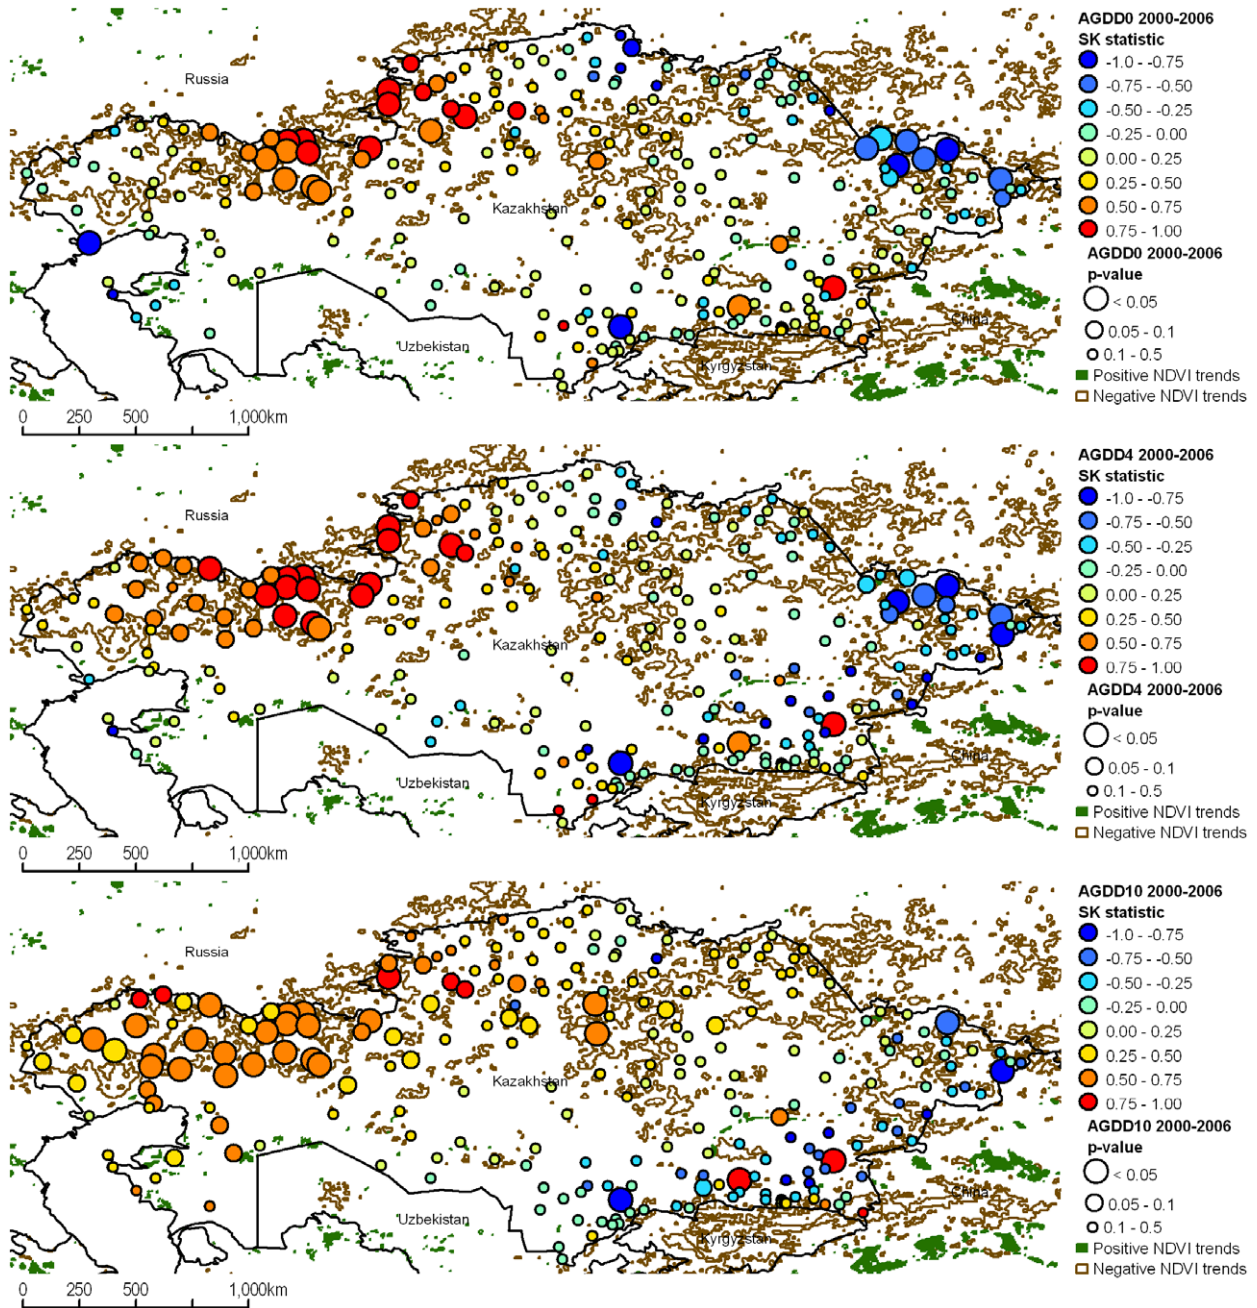 AGDD0 2000-2006
SK statistic
-1.0 - -0.75
-0.75 - -0.50
-0.50 - -0.25
-0.25 - 0.00
0.00 - 0.25
0.25 - 0.50
0.50 - 0.75
0.75 - 1.00
AGDD0 2000-2006
p-value
< 0.05
0.05 - 0.1
0.1 - 0.5
Positive NDVI trends
Negative NDVI trends
Russia
Kazakhstan
China
Uzbekistan
Kyrgyzstan
0 250 500 1,000km
AGDD4 2000-2006
SK statistic
-1.0 - -0.75
-0.75 - -0.50
-0.50 - -0.25
-0.25 - 0.00
0.00 - 0.25
0.25 - 0.50
0.50 - 0.75
0.75 - 1.00
AGDD4 2000-2006
p-value
< 0.05
0.05 - 0.1
0.1 - 0.5
Positive NDVI trends
Negative NDVI trends
Russia
Kazakhstan
China
Uzbekistan
Kyrgyzstan
0 250 500 1,000km
AGDD10 2000-2006
SK statistic
-1.0 - -0.75
-0.75 - -0.50
-0.50 - -0.25
-0.25 - 0.00
0.00 - 0.25
0.25 - 0.50
0.50 - 0.75
0.75 - 1.00
AGDD10 2000-2006
p-value
< 0.05
0.05 - 0.1
0.1 - 0.5
Positive NDVI trends
Negative NDVI trends
Russia
Kazakhstan
China
Uzbekistan
Kyrgyzstan
0 250 500 1,000km